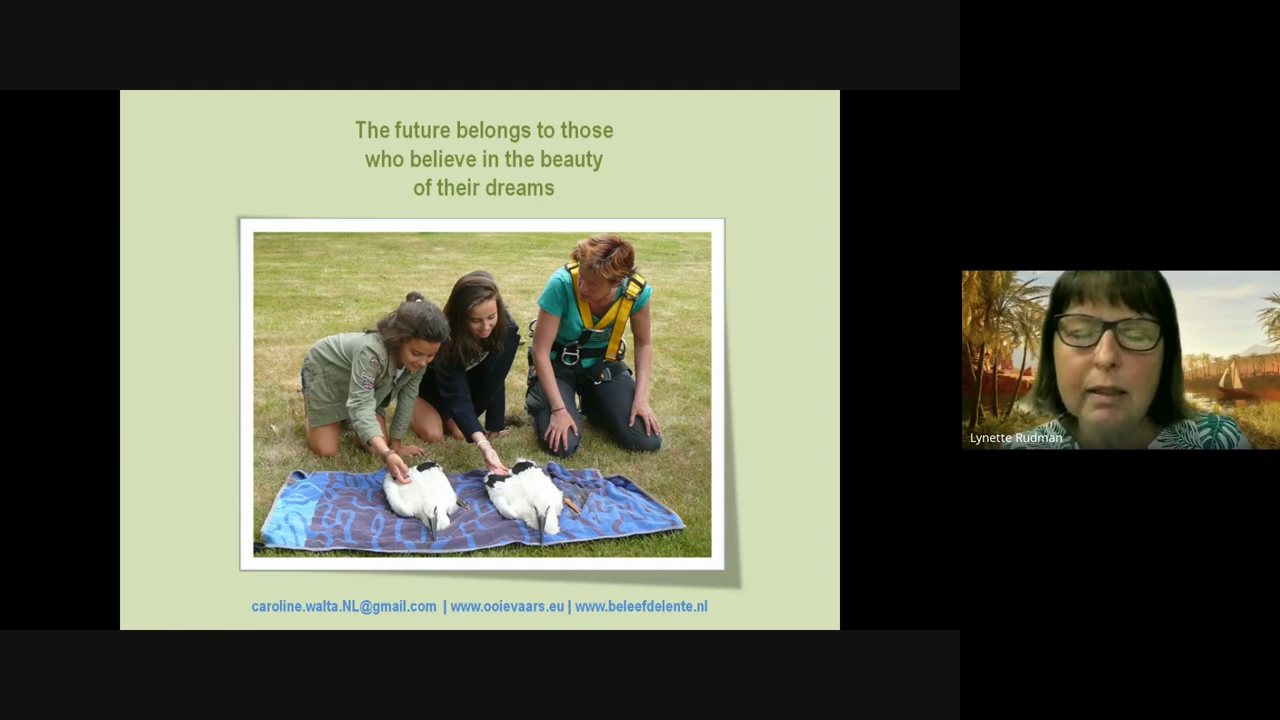 The future belongs to those
who believe in the beauty
of their dreams
caroline.walta.NL@gmail.com | www.ooievaars.eu | www.beleefdelente.nl
Lynette Rudman